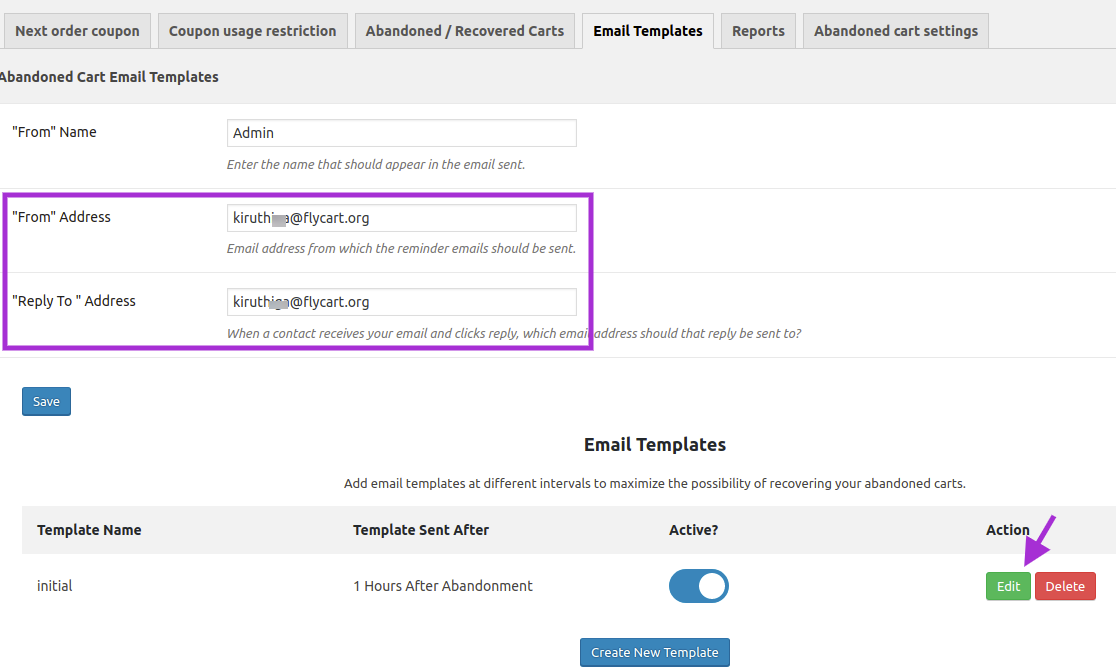 Next order coupon
Coupon usage restriction
Abandoned / Recovered Carts
Email Templates
Reports
Abandoned cart settings
Abandoned Cart Email Templates
"From" Name
Admin
Enter the name that should appear in the email sent.
"From" Address
@flycart.org
Email address from which the reminder emails should be sent.
"Reply To " Address
@flycart.org
When a contact receives your email and clicks reply, which email address should that reply be sent to?
Save
Email Templates
Add email templates at different intervals to maximize the possibility of recovering your abandoned carts.
Template Name
Template Sent After
Active?
Action
initial
1 Hours After Abandonment
Edit
Delete
Create New Template